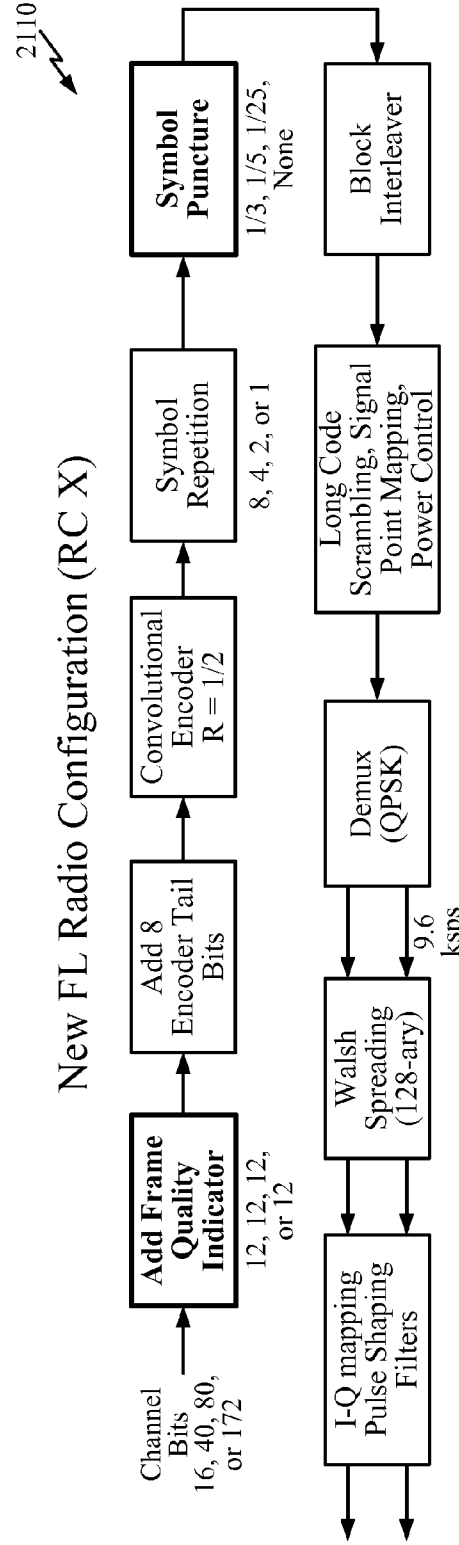 2110
New FL Radio Configuration (RC X)
Channel
Bits
16, 40, 80,
or 172
Add Frame
Quality
Indicator
12, 12, 12,
or 12
Add 8
Encoder Tail
Bits
Convolutional
Encoder
R = 1/2
Symbol
Repetition
8, 4, 2, or 1
Symbol
Puncture
1/3, 1/5, 1/25,
None
Block
Interleaver
Long Code
Scrambling, Signal
Point Mapping,
Power Control
Demux
(QPSK)
9.6
ksps
Walsh
Spreading
(128-ary)
I-Q mapping
Pulse Shaping
Filters